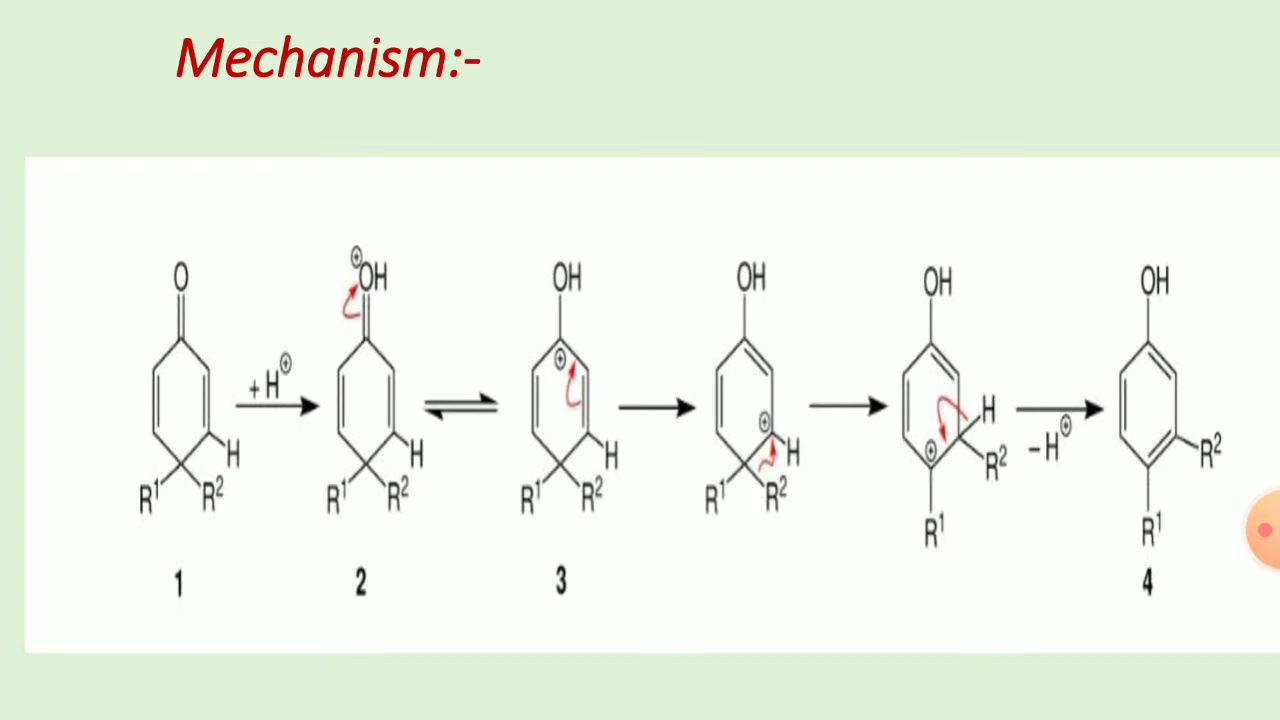 Mechanism:-
O
+ H⊕
H
R¹ R²
1
⊕
OH
H
R¹ R²
2
OH
⊕
H
R¹ R²
3
OH
⊕
H
R¹ R²
OH
H
⊕
R²
R¹
− H⊕
OH
R²
R¹
4